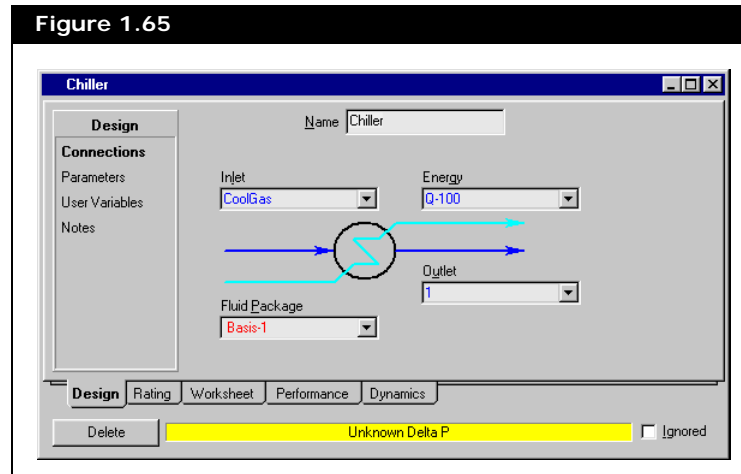 Figure 1.65
Chiller
Design
Connections
Parameters
User Variables
Notes
Name Chiller
Inlet
CoolGas
Energy
Q-100
Outlet
1
Fluid Package
Basis-1
Design Rating Worksheet Performance Dynamics
Delete Unknown Delta P Ignored